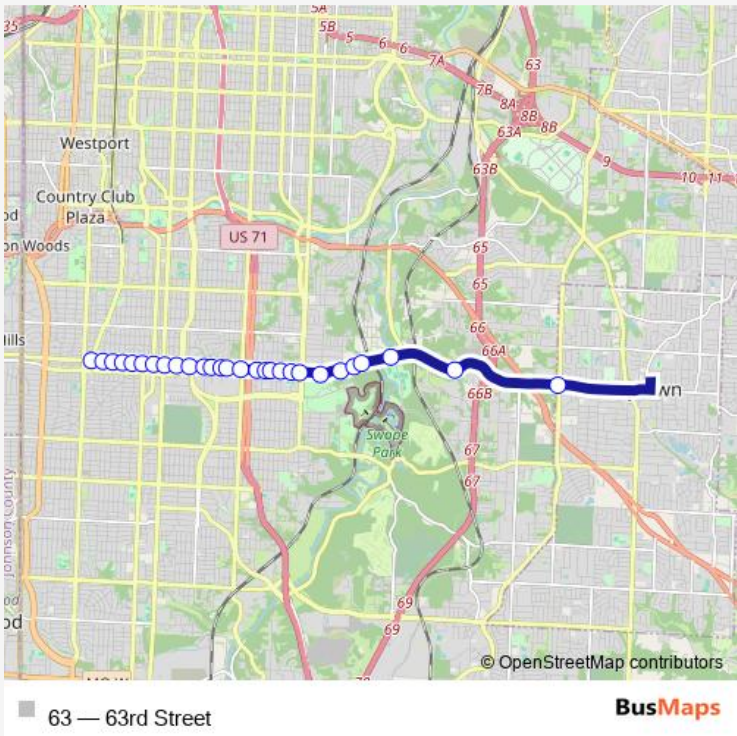 5A
35
5B
5
6
6
7A
63
7B
8A
8B
63A
8B
9
10
11
Westport
63B
Country Club
Plaza
od
on Woods
US 71
65
65
66
Hills
66A
66B
wn
Swope
Park
67
67
Johnson County
69
69
od
© OpenStreetMap contributors
63 — 63rd Street
BusMaps